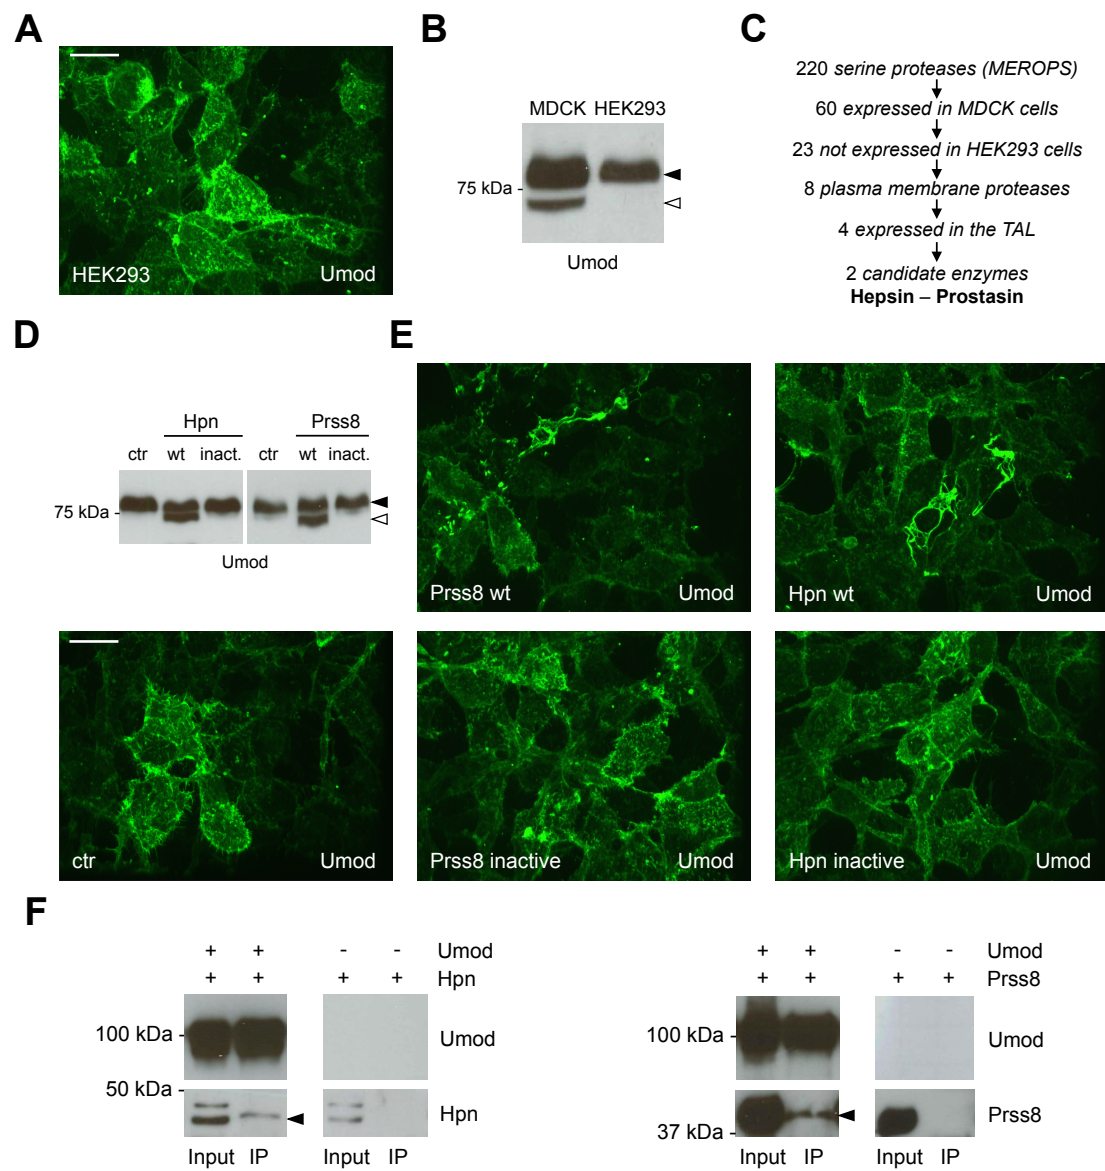 A
HEK293
Umod
B
MDCK HEK293
75 kDa -
Umod
C
220 serine proteases (MEROPS)
60 expressed in MDCK cells
23 not expressed in HEK293 cells
8 plasma membrane proteases
4 expressed in the TAL
2 candidate enzymes
Hepsin – Prostasin
D
Hpn
Prss8
ctr wt inact. ctr wt inact.
75 kDa -
Umod
E
Prss8 wt
Umod
Hpn wt
Umod
ctr
Umod
Prss8 inactive
Umod
Hpn inactive
Umod
F
+ + - - Umod
+ + + + Hpn
100 kDa -
Umod
50 kDa -
Hpn
Input IP Input IP
+ + - - Umod
+ + + + Prss8
100 kDa -
Umod
Prss8
37 kDa -
Input IP Input IP